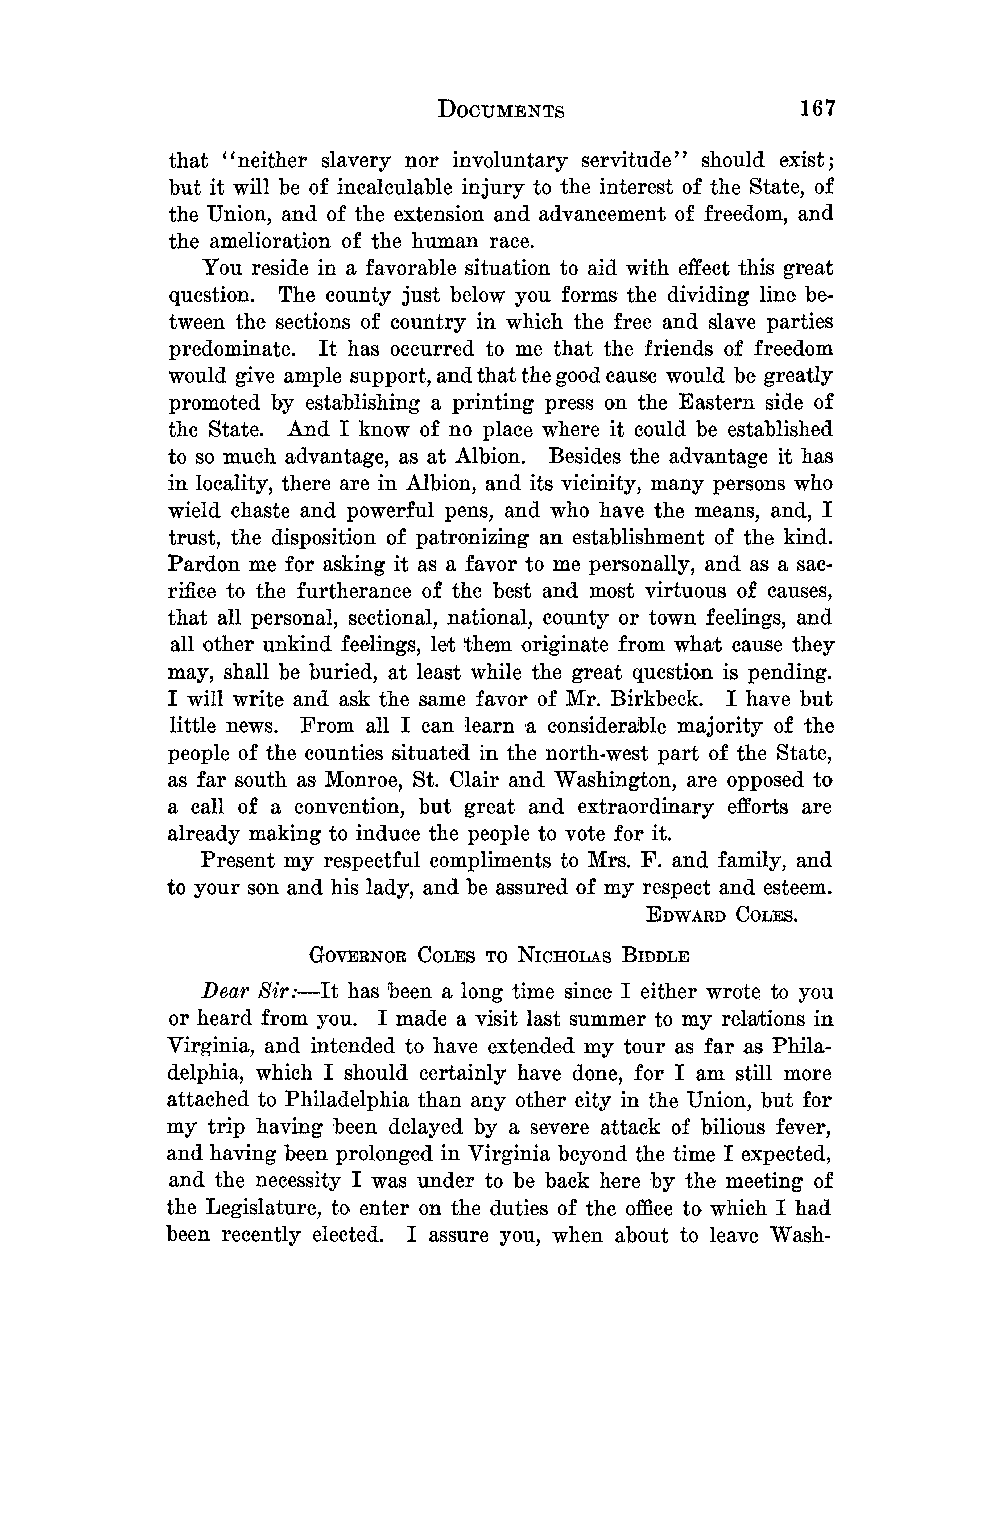 DOCUMENTS 167
that "neither slavery nor involuntary servitude" should exist;
but it will be of incalculable injury to the interest of the State, of
the Union, and of the extension and advancement of freedom, and
the amelioration of the human race.
You reside in a favorable situation to aid with effect this great
question. The county just below you forms the dividing line be-
tween the sections of country in which the free and slave parties
predominate. It has occurred to me that the friends of freedom
would give ample support, and that the good cause would be greatly
promoted by establishing a printing press on the Eastern side of
the State. And I know of no place where it could be established
to so much advantage, as at Albion. Besides the advantage it has
in locality, there are in Albion, and its vicinity, many persons who
wield chaste and powerful pens, and who have the means, and, I
trust, the disposition of patronizing an establishment of the kind.
Pardon me for asking it as a favor to me personally, and as a sac-
rifice to the furtherance of the best and most virtuous of causes,
that all personal, sectional, national, county or town feelings, and
all other unkind feelings, let them originate from what cause they
may, shall be buried, at least while the great question is pending.
I will write and ask the same favor of Mr. Birkbeck. I have but
little news. From all I can learn a considerable majority of the
people of the counties situated in the north-west part of the State,
as far south as Monroe, St. Clair and Washington, are opposed to
a call of a convention, but great and extraordinary efforts are
already making to induce the people to vote for it.
Present my respectful compliments to Mrs. F. and family, and
to your son and his lady, and be assured of my respect and esteem.
EDWARD COLES.
GOVERNOR COLES TO NICHOLAS BIDDLE
Dear Sir:—It has been a long time since I either wrote to you
or heard from you. I made a visit last summer to my relations in
Virginia, and intended to have extended my tour as far as Phila-
delphia, which I should certainly have done, for I am still more
attached to Philadelphia than any other city in the Union, but for
my trip having been delayed by a severe attack of bilious fever,
and having been prolonged in Virginia beyond the time I expected,
and the necessity I was under to be back here by the meeting of
the Legislature, to enter on the duties of the office to which I had
been recently elected. I assure you, when about to leave Wash-